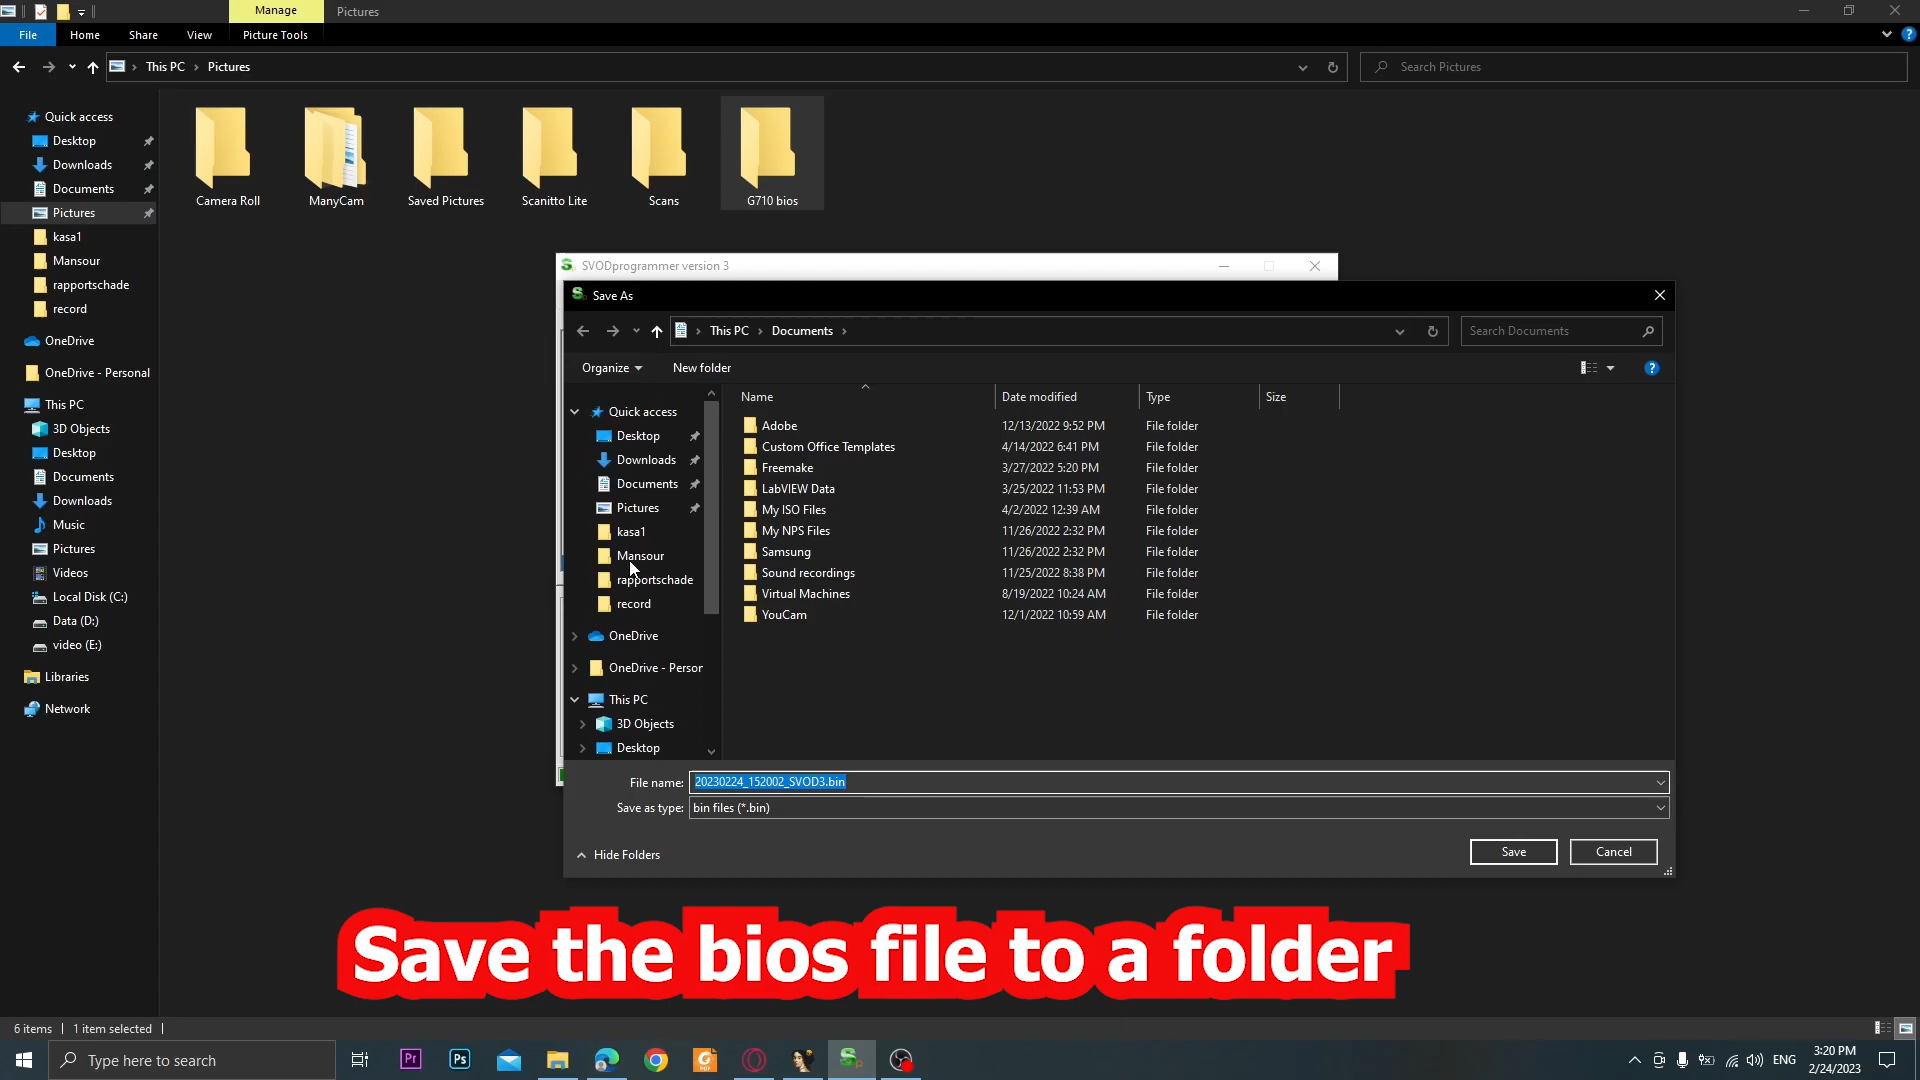 Manage
Pictures
File
Home
Share
View
Picture Tools
This PC
Pictures
Search Pictures
Quick access
Desktop
Downloads
Documents
Pictures
kasa1
Mansour
rapportschade
record
OneDrive
OneDrive - Personal
This PC
3D Objects
Desktop
Documents
Downloads
Music
Pictures
Videos
Local Disk (C:)
Data (D:)
video (E:)
Libraries
Network
Camera Roll
ManyCam
Saved Pictures
Scanitto Lite
Scans
G710 bios
SVODprogrammer version 3
Save As
This PC
Documents
Search Documents
Organize
New folder
Quick access
Desktop
Downloads
Documents
Pictures
kasa1
Mansour
rapportschade
record
OneDrive
OneDrive - Person
This PC
3D Objects
Desktop
Name Date modified Type Size
Adobe 12/13/2022 9:52 PM File folder
Custom Office Templates 4/14/2022 6:41 PM File folder
Freemake 3/27/2022 5:20 PM File folder
LabVIEW Data 3/25/2022 11:53 PM File folder
My ISO Files 4/2/2022 12:39 AM File folder
My NPS Files 11/26/2022 2:32 PM File folder
Samsung 11/26/2022 2:32 PM File folder
Sound recordings 11/25/2022 8:38 PM File folder
Virtual Machines 8/19/2022 10:24 AM File folder
YouCam 12/1/2022 10:59 AM File folder
File name: 20230224_152002_SVOD3.bin
Save as type: bin files (*.bin)
Hide Folders
Save
Cancel
Save the bios file to a folder
6 items
1 item selected
Type here to search
Pr
Ps
ENG
3:20 PM
2/24/2023